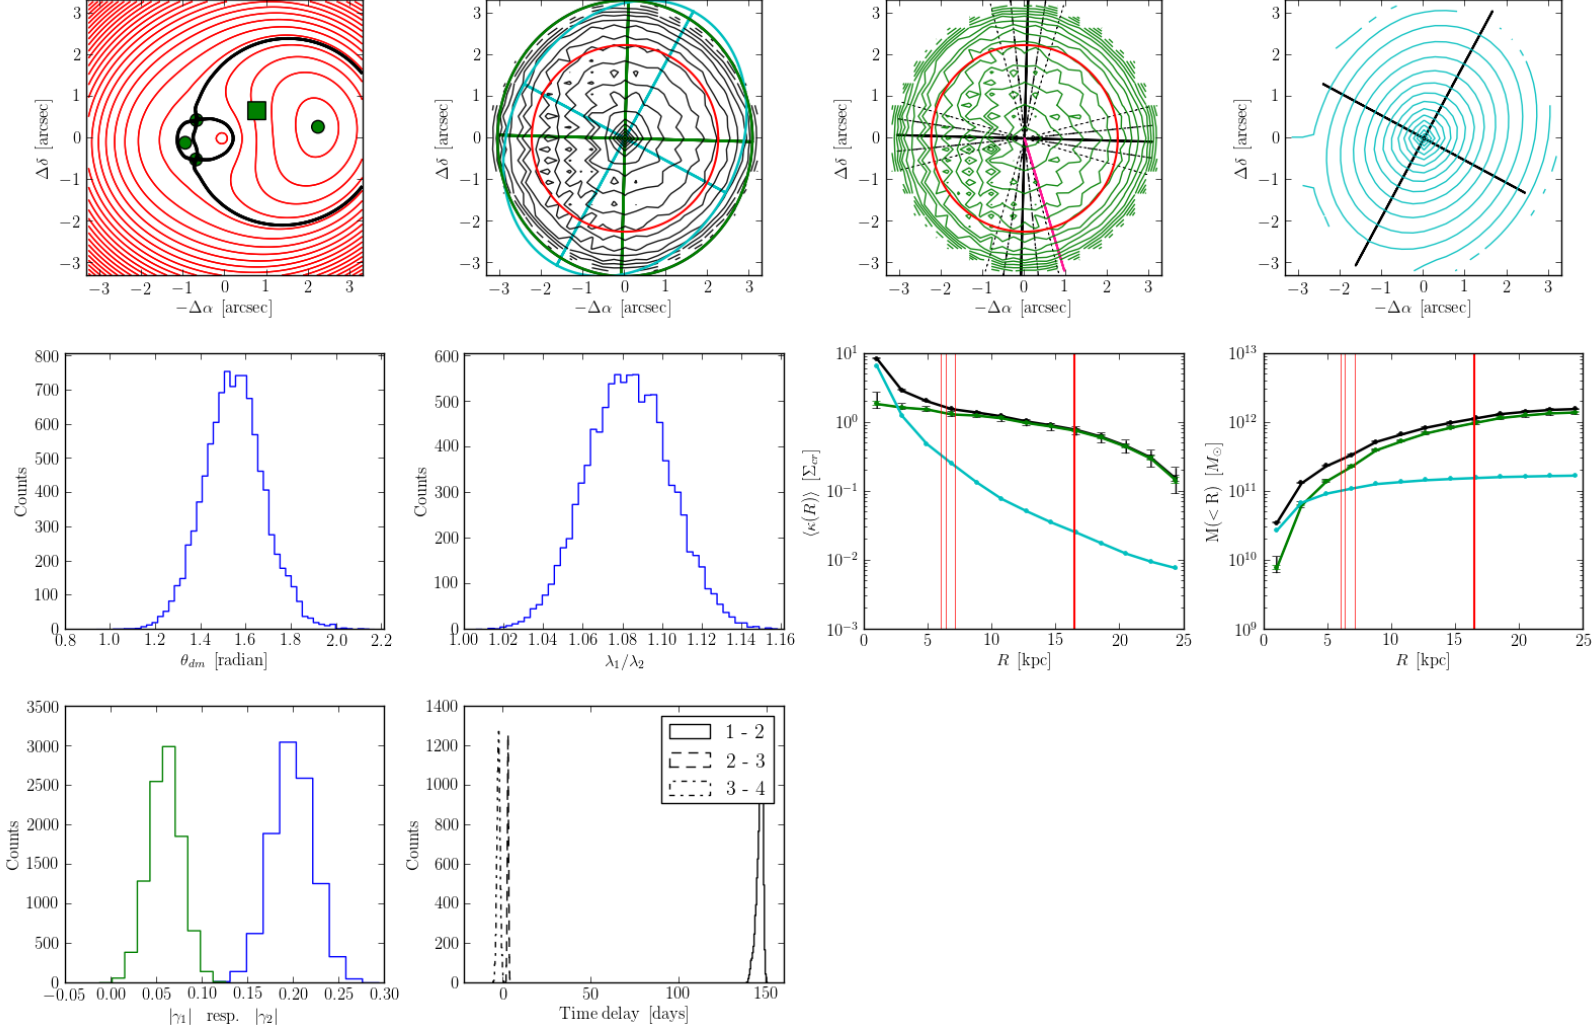 3
2
1
0
−1
−2
−3
−3 −2 −1 0 1 2 3
Δδ [arcsec]
−Δα [arcsec]
3
2
1
0
−1
−2
−3
−3 −2 −1 0 1 2 3
Δδ [arcsec]
−Δα [arcsec]
3
2
1
0
−1
−2
−3
−3 −2 −1 0 1 2 3
Δδ [arcsec]
−Δα [arcsec]
3
2
1
0
−1
−2
−3
−3 −2 −1 0 1 2 3
Δδ [arcsec]
−Δα [arcsec]
800
700
600
500
400
300
200
100
0
0.8 1.0 1.2 1.4 1.6 1.8 2.0 2.2
Counts
θ_dm [radian]
600
500
400
300
200
100
0
1.00 1.02 1.04 1.06 1.08 1.10 1.12 1.14 1.16
Counts
λ₁/λ₂
10¹
10⁰
10⁻¹
10⁻²
10⁻³
0 5 10 15 20 25
⟨κ(R)⟩ [Σ_cr]
R [kpc]
10¹³
10¹²
10¹¹
10¹⁰
10⁹
0 5 10 15 20 25
M(< R) [M_⊙]
R [kpc]
3500
3000
2500
2000
1500
1000
500
0
−0.05 0.00 0.05 0.10 0.15 0.20 0.25 0.30
Counts
|γ₁| resp. |γ₂|
1400
1200
1000
800
600
400
200
0
0 50 100 150
Counts
Time delay [days]
1 - 2
2 - 3
3 - 4